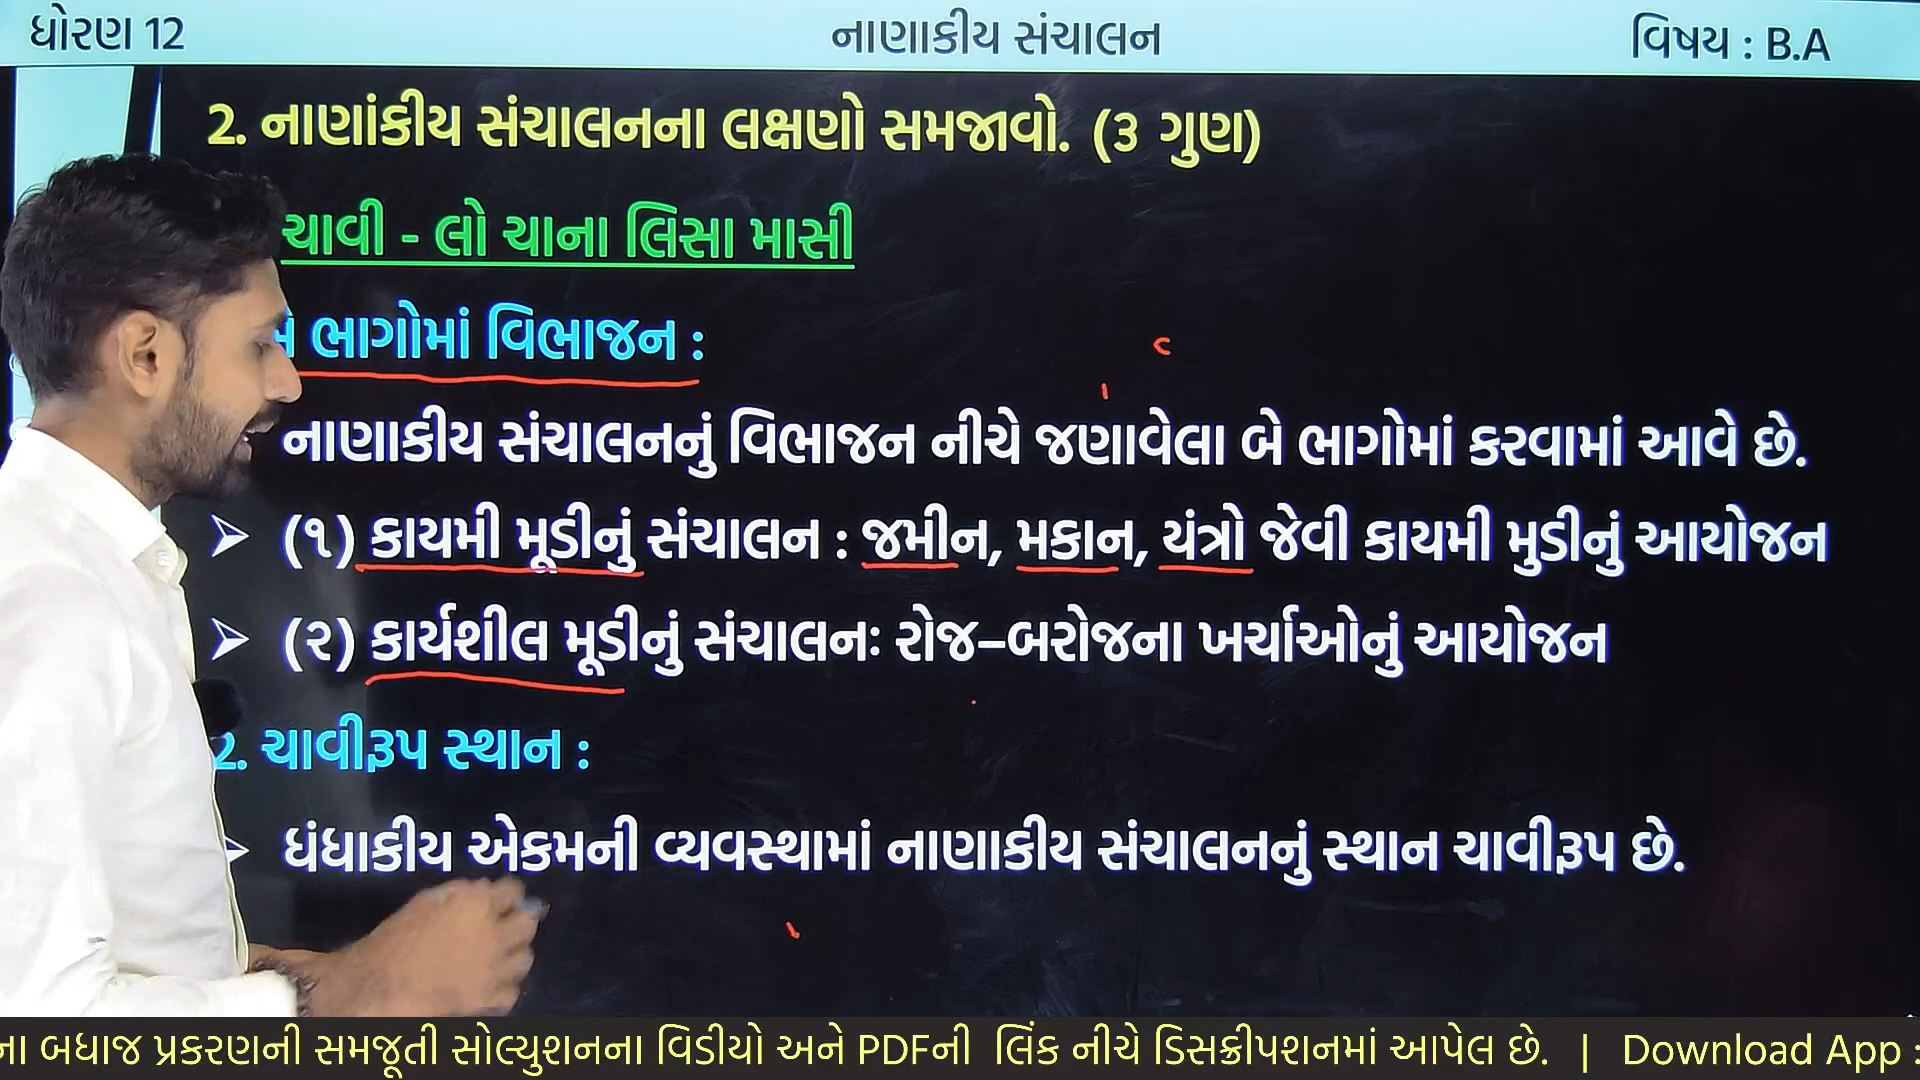 ધોરણ 12
નાણાકીય સંચાલન
વિષય : B.A
2. નાણાંકીય સંચાલનના લક્ષણો સમજાવો. (૩ ગુણ)
ચાવી - લો ચાના લિસા માસી
ભાગોમાં વિભાજન :
નાણાકીય સંચાલનનું વિભાજન નીચે જણાવેલા બે ભાગોમાં કરવામાં આવે છે.
(૧) કાયમી મૂડીનું સંચાલન : જમીન, મકાન, યંત્રો જેવી કાયમી મુડીનું આયોજન
(૨) કાર્યશીલ મૂડીનું સંચાલનઃ રોજ–બરોજના ખર્ચાઓનું આયોજન
2. ચાવીરૂપ સ્થાન :
ધંધાકીય એકમની વ્યવસ્થામાં નાણાકીય સંચાલનનું સ્થાન ચાવીરૂપ છે.
ના બધાજ પ્રકરણની સમજૂતી સોલ્યુશનના વિડીયો અને PDFની લિંક નીચે ડિસક્રીપશનમાં આપેલ છે. | Download App :